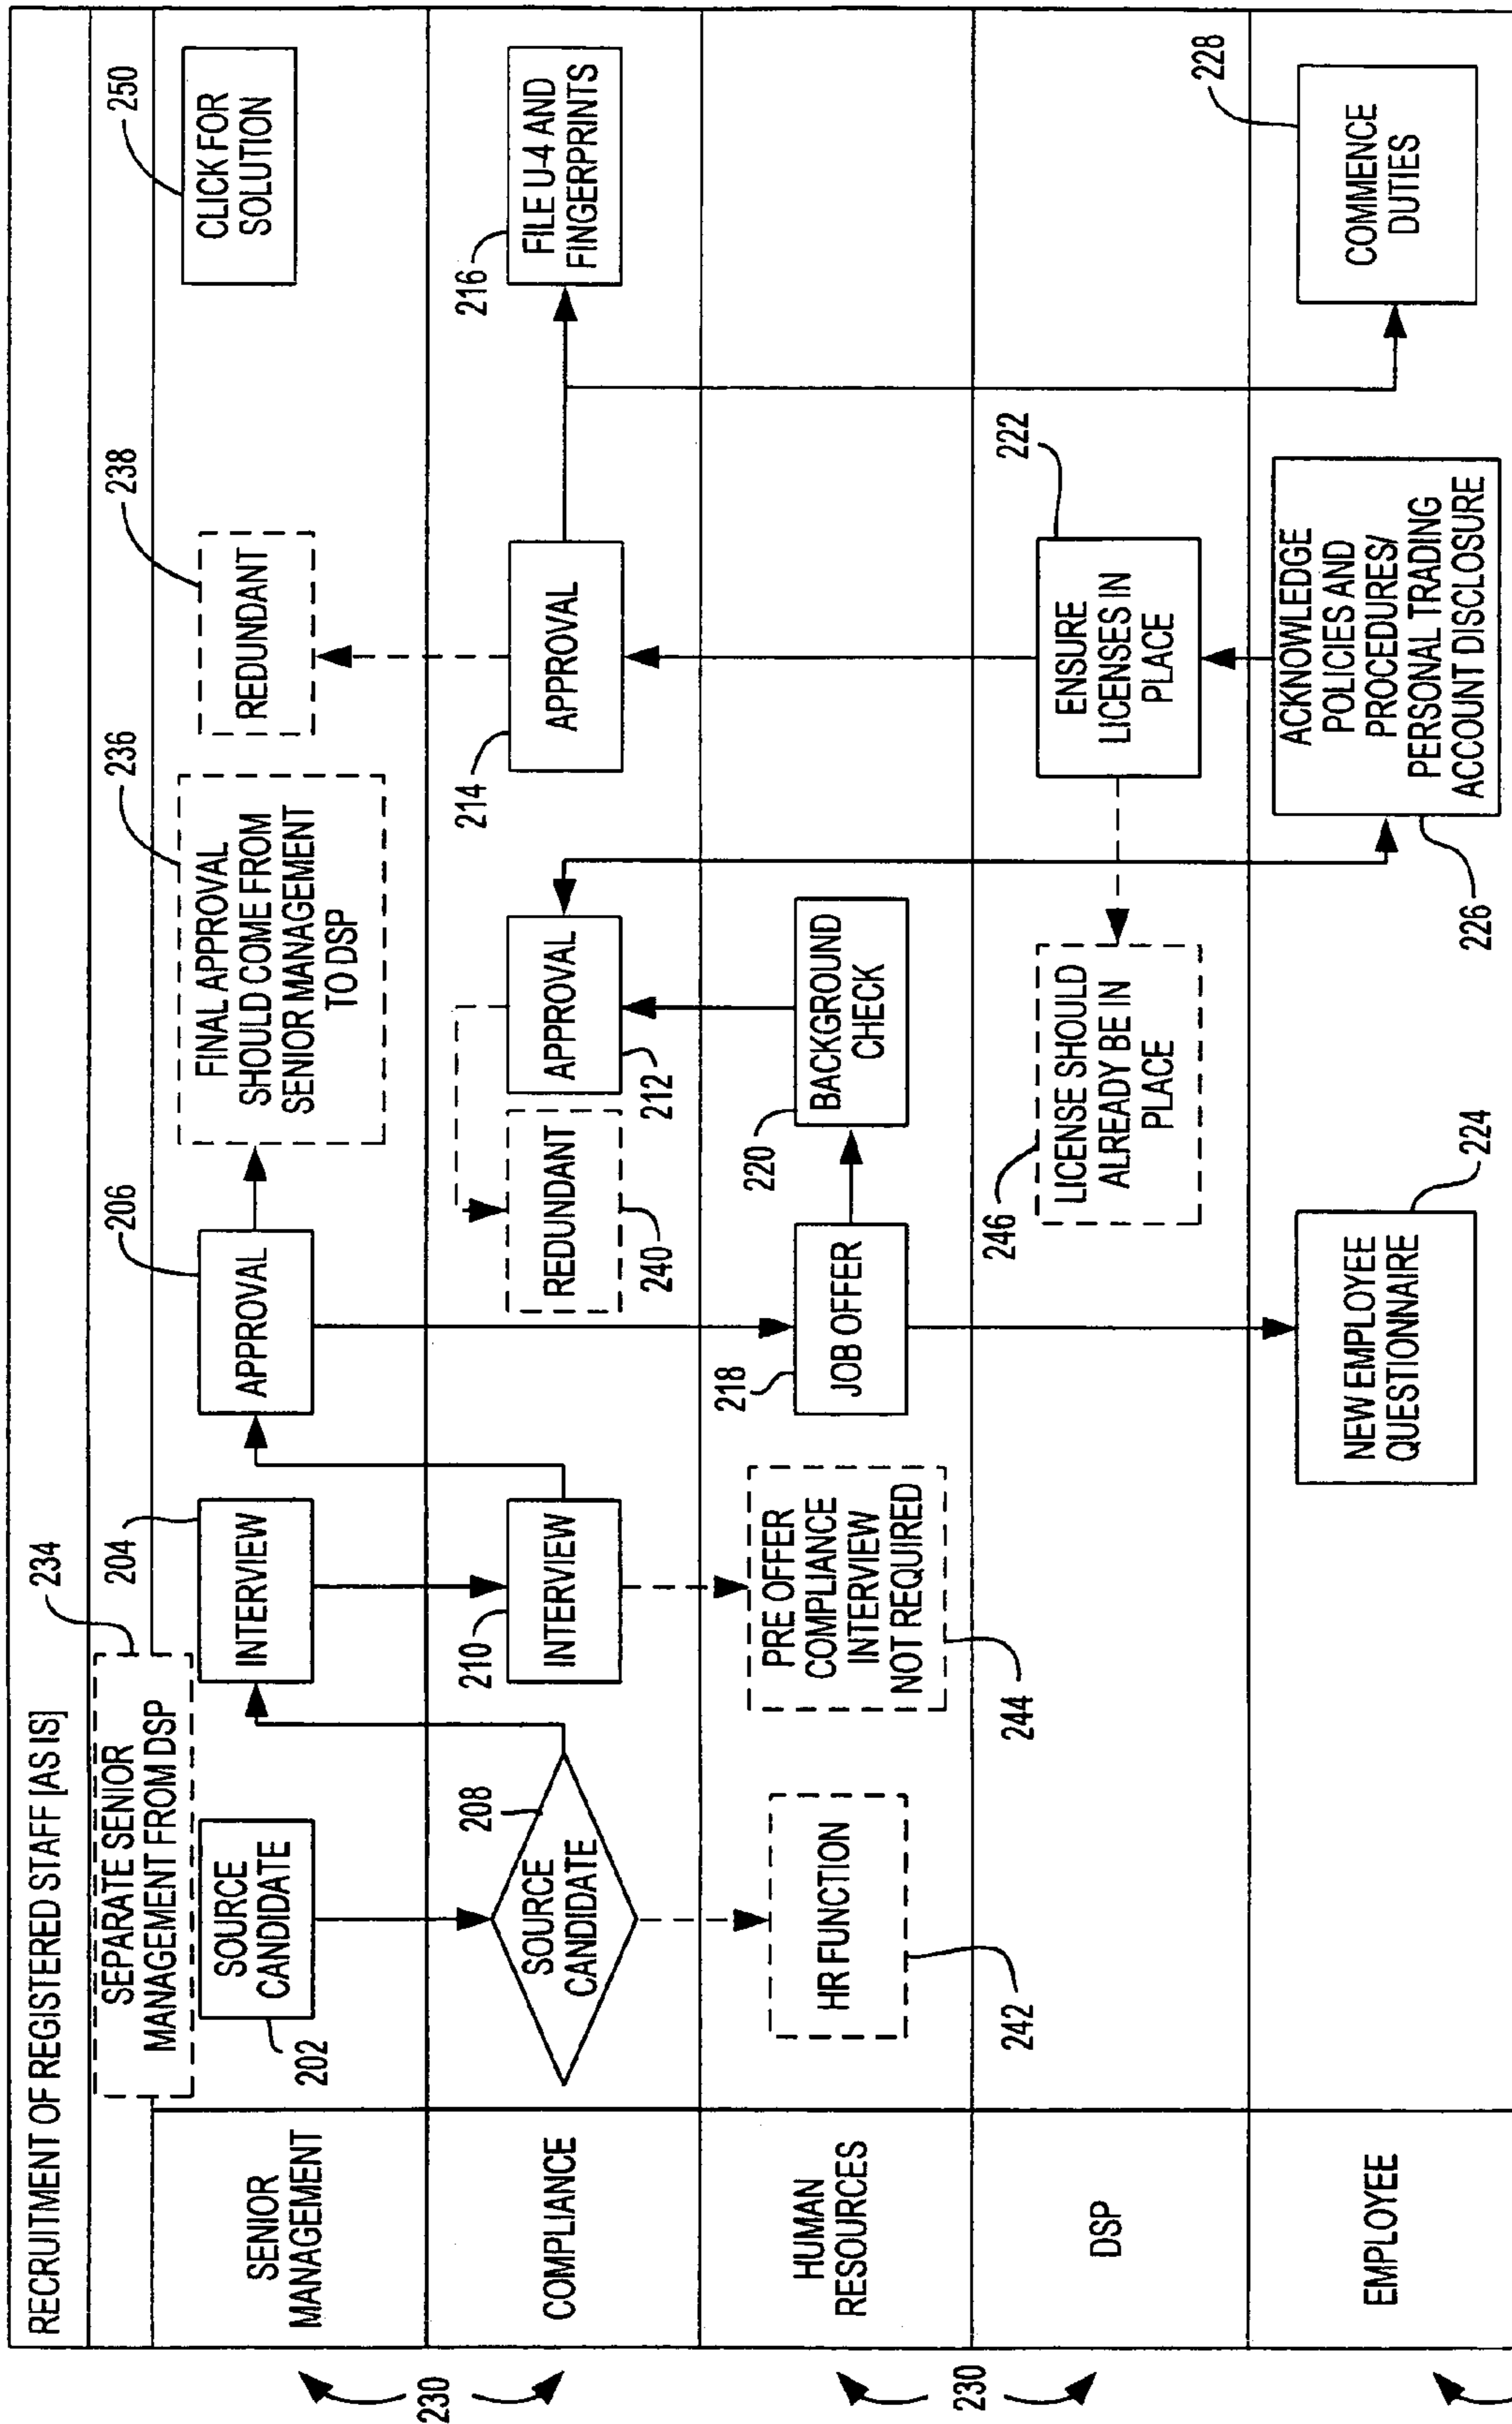 RECRUITMENT OF REGISTERED STAFF [AS IS]
SEPARATE SENIOR
MANAGEMENT FROM DSP
234
SENIOR
MANAGEMENT
SOURCE
CANDIDATE
202
204
INTERVIEW
206
APPROVAL
236
FINAL APPROVAL
SHOULD COME FROM
SENIOR MANAGEMENT
TO DSP
238
REDUNDANT
250
CLICK FOR
SOLUTION
230
COMPLIANCE
208
SOURCE
CANDIDATE
210
INTERVIEW
REDUNDANT
240
APPROVAL
212
214
APPROVAL
216
FILE U-4 AND
FINGERPRINTS
HUMAN
RESOURCES
HR FUNCTION
242
PRE OFFER
COMPLIANCE
INTERVIEW
NOT REQUIRED
244
218
JOB OFFER
220
BACKGROUND
CHECK
230
DSP
246
LICENSE SHOULD
ALREADY BE IN
PLACE
222
ENSURE
LICENSES IN
PLACE
EMPLOYEE
224
NEW EMPLOYEE
QUESTIONNAIRE
226
ACKNOWLEDGE
POLICIES AND
PROCEDURES/
PERSONAL TRADING
ACCOUNT DISCLOSURE
228
COMMENCE
DUTIES